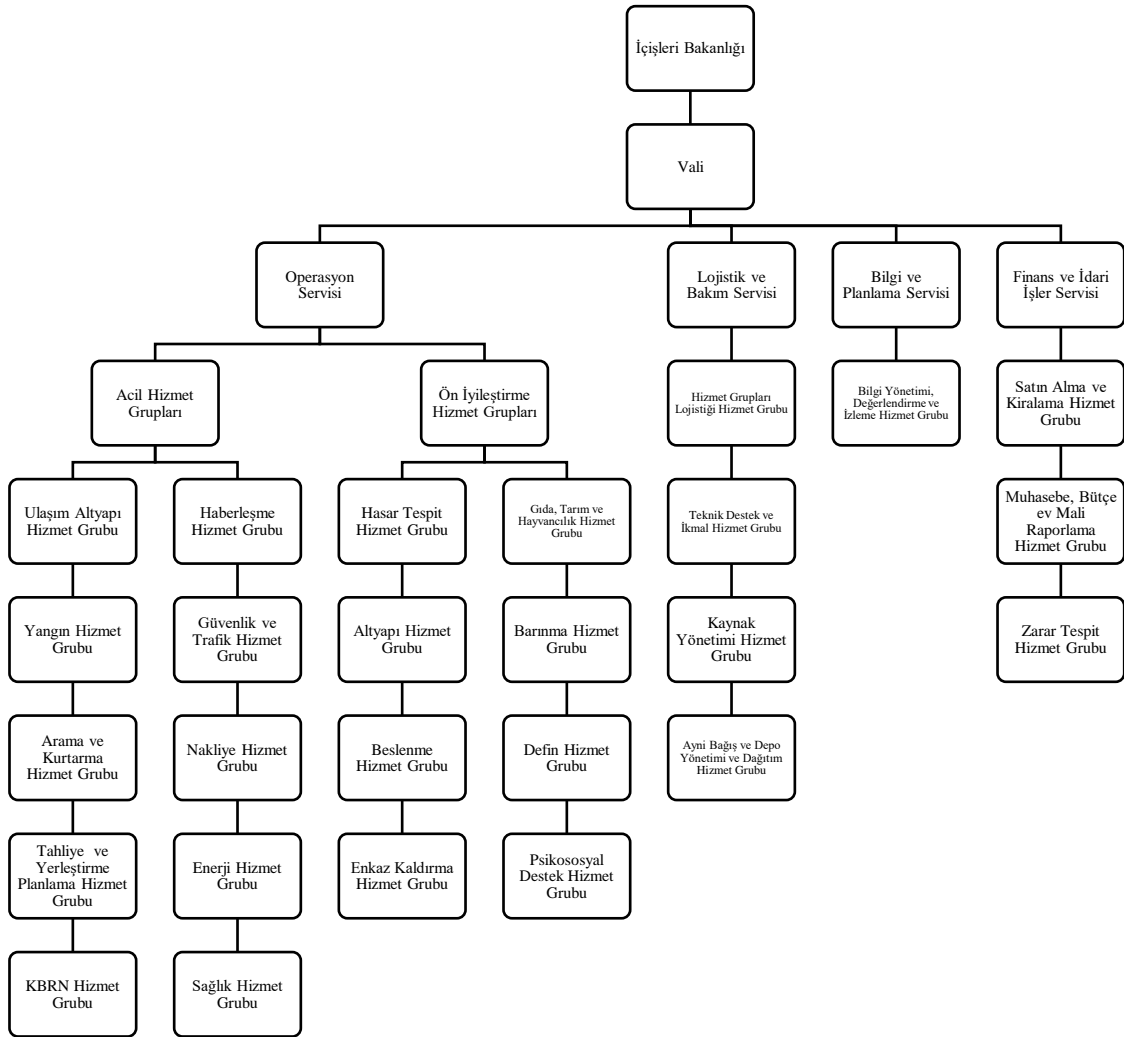 İçişleri Bakanlığı
Vali
Operasyon
Servisi
Lojistik ve
Bakım Servisi
Bilgi ve
Planlama Servisi
Finans ve İdari
İşler Servisi
Acil Hizmet
Grupları
Ön İyileştirme
Hizmet Grupları
Hizmet Grupları
Lojistiği Hizmet Grubu
Bilgi Yönetimi,
Değerlendirme ve
İzleme Hizmet Grubu
Satın Alma ve
Kiralama Hizmet
Grubu
Ulaşım Altyapı
Hizmet Grubu
Haberleşme
Hizmet Grubu
Hasar Tespit
Hizmet Grubu
Gıda, Tarım ve
Hayvancılık Hizmet
Grubu
Teknik Destek ve
İkmal Hizmet Grubu
Muhasebe, Bütçe
ev Mali
Raporlama
Hizmet Grubu
Yangın Hizmet
Grubu
Güvenlik ve
Trafik Hizmet
Grubu
Altyapı Hizmet
Grubu
Barınma Hizmet
Grubu
Kaynak
Yönetimi Hizmet
Grubu
Zarar Tespit
Hizmet Grubu
Arama ve
Kurtarma
Hizmet Grubu
Nakliye Hizmet
Grubu
Beslenme
Hizmet Grubu
Defin Hizmet
Grubu
Ayni Bağış ve Depo
Yönetimi ve Dağıtım
Hizmet Grubu
Tahliye ve
Yerleştirme
Planlama Hizmet
Grubu
Enerji Hizmet
Grubu
Enkaz Kaldırma
Hizmet Grubu
Psikososyal
Destek Hizmet
Grubu
KBRN Hizmet
Grubu
Sağlık Hizmet
Grubu